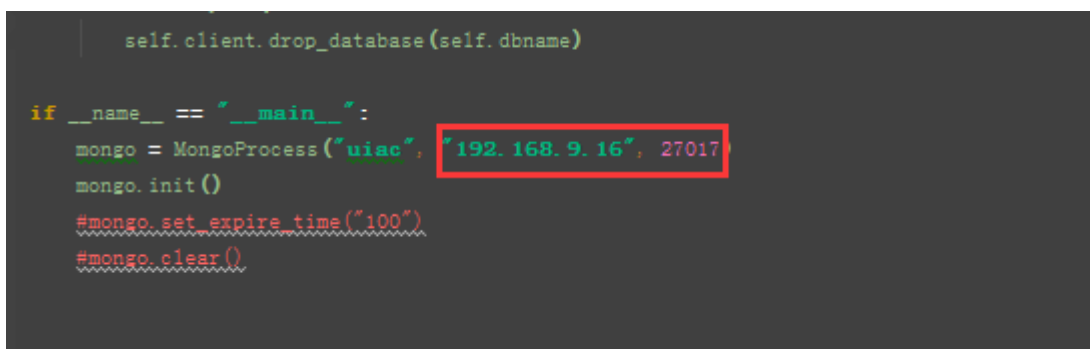 self.client.drop_database(self.dbname)
if __name__ == "__main__":
mongo = MongoProcess("uiac", "192.168.9.16", 27017)
mongo.init()
#mongo.set_expire_time("100")
#mongo.clear()